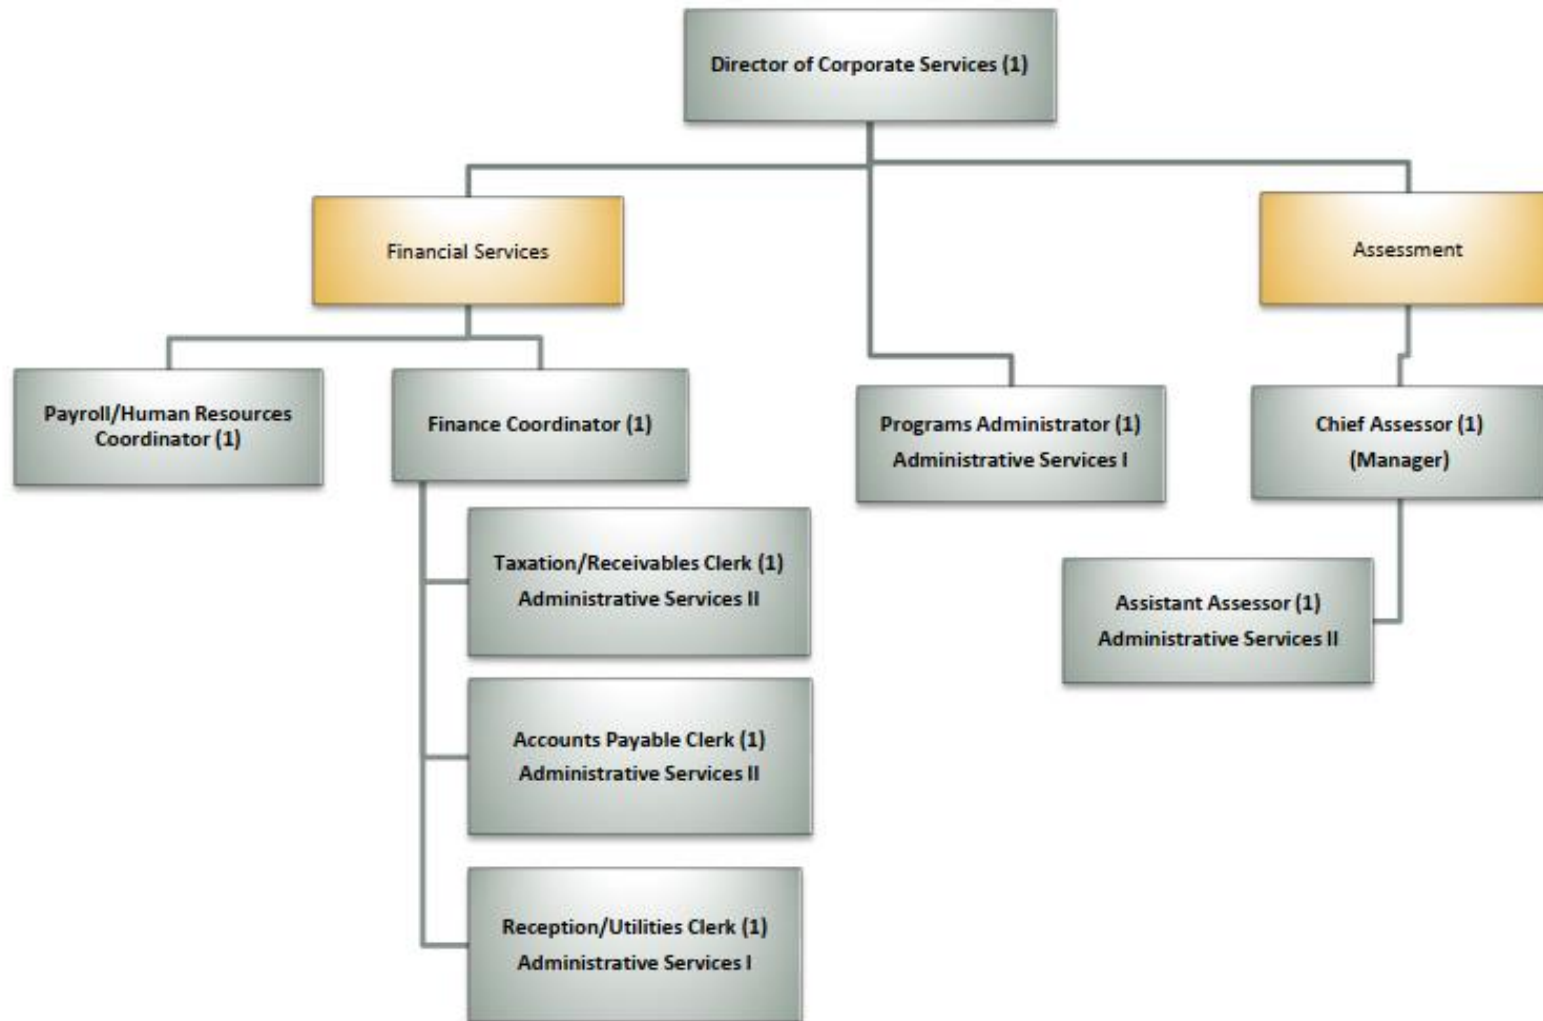 Director of Corporate Services (1)
Financial Services
Assessment
Payroll/Human Resources
Coordinator (1)
Finance Coordinator (1)
Programs Administrator (1)
Administrative Services I
Chief Assessor (1)
(Manager)
Taxation/Receivables Clerk (1)
Administrative Services II
Assistant Assessor (1)
Administrative Services II
Accounts Payable Clerk (1)
Administrative Services II
Reception/Utilities Clerk (1)
Administrative Services I